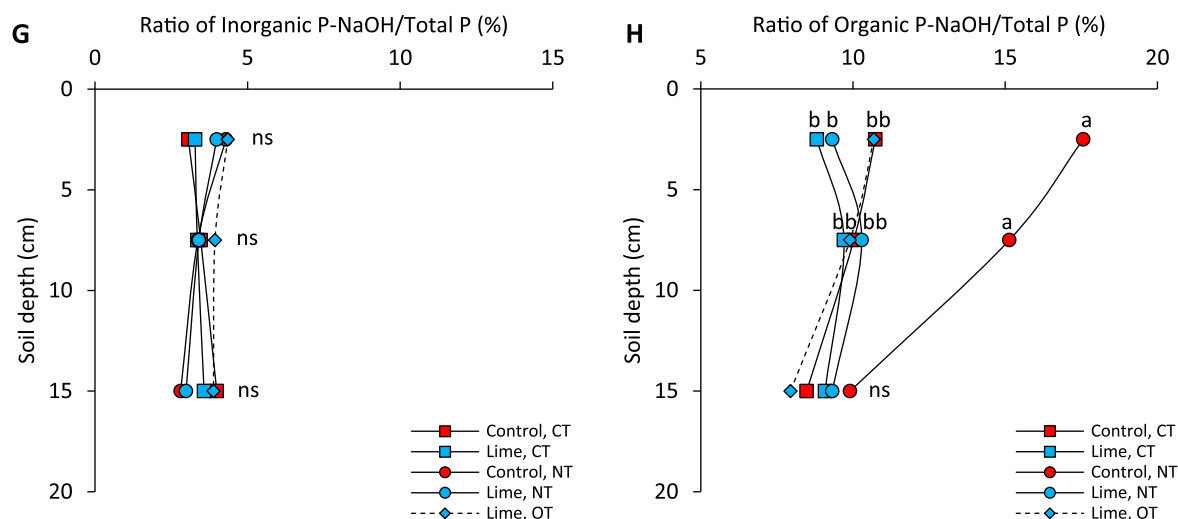 G
Ratio of Inorganic P-NaOH/Total P (%)
0 5 10 15
Soil depth (cm)
0
5
10
15
20
ns
ns
ns
Control, CT
Lime, CT
Control, NT
Lime, NT
Lime, OT
H
Ratio of Organic P-NaOH/Total P (%)
5 10 15 20
Soil depth (cm)
0
5
10
15
20
b b bb a
bb bb a
ns
Control, CT
Lime, CT
Control, NT
Lime, NT
Lime, OT